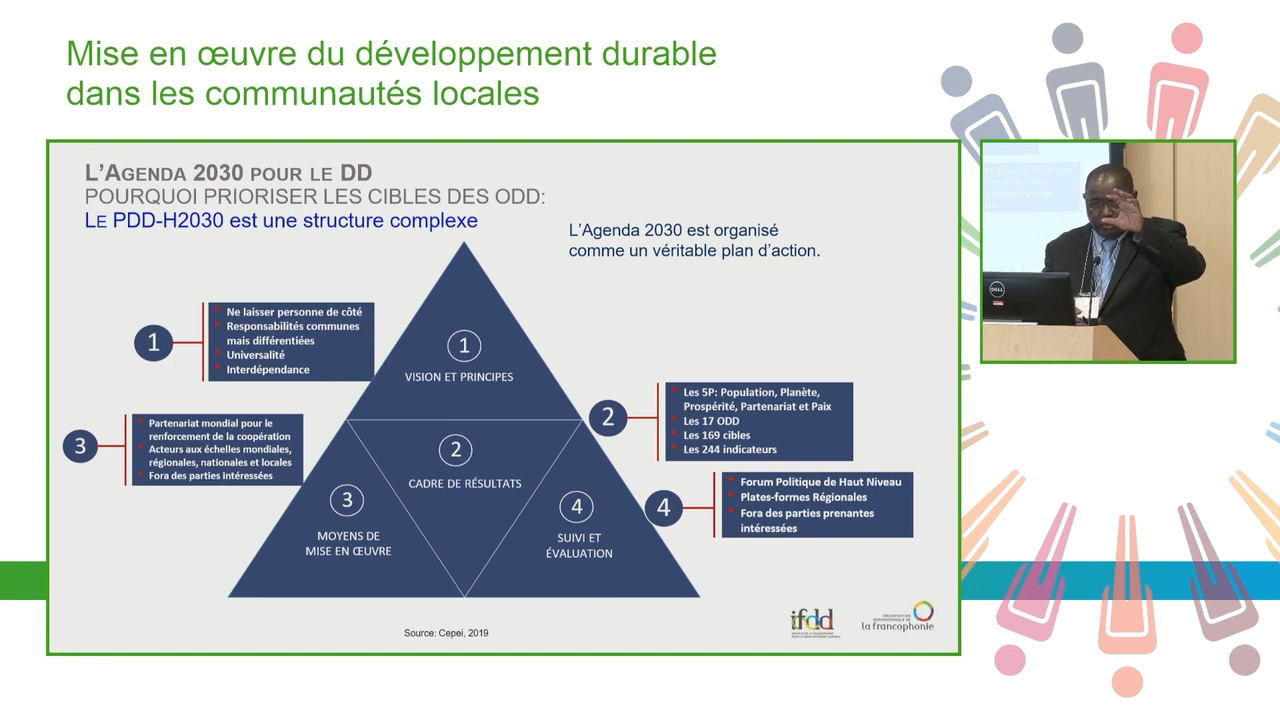 Mise en œuvre du développement durable
dans les communautés locales
L'AGENDA 2030 POUR LE DD
POURQUOI PRIORISER LES CIBLES DES ODD:
LE PDD-H2030 est une structure complexe
L'Agenda 2030 est organisé
comme un véritable plan d'action.
1
Ne laisser personne de côté
Responsabilités communes
mais différentiées
Universalité
Interdépendance
1
VISION ET PRINCIPES
2
Les 5P: Population, Planète,
Prospérité, Partenariat et Paix
Les 17 ODD
Les 169 cibles
Les 244 indicateurs
3
Partenariat mondial pour le
renforcement de la coopération
Acteurs aux échelles mondiales,
régionales, nationales et locales
Fora des parties intéressées
2
CADRE DE RÉSULTATS
3
MOYENS DE
MISE EN ŒUVRE
4
SUIVI ET
ÉVALUATION
4
Forum Politique de Haut Niveau
Plates-formes Régionales
Fora des parties prenantes
intéressées
Source: Cepei, 2019
ifdd
ORGANISATION
INTERNATIONALE DE
la francophonie
DELL